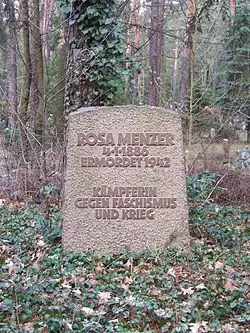 ROSA MENZER
4·1·1886
ERMORDET 1942
KÄMPFERIN
GEGEN FASCHISMUS
UND KRIEG